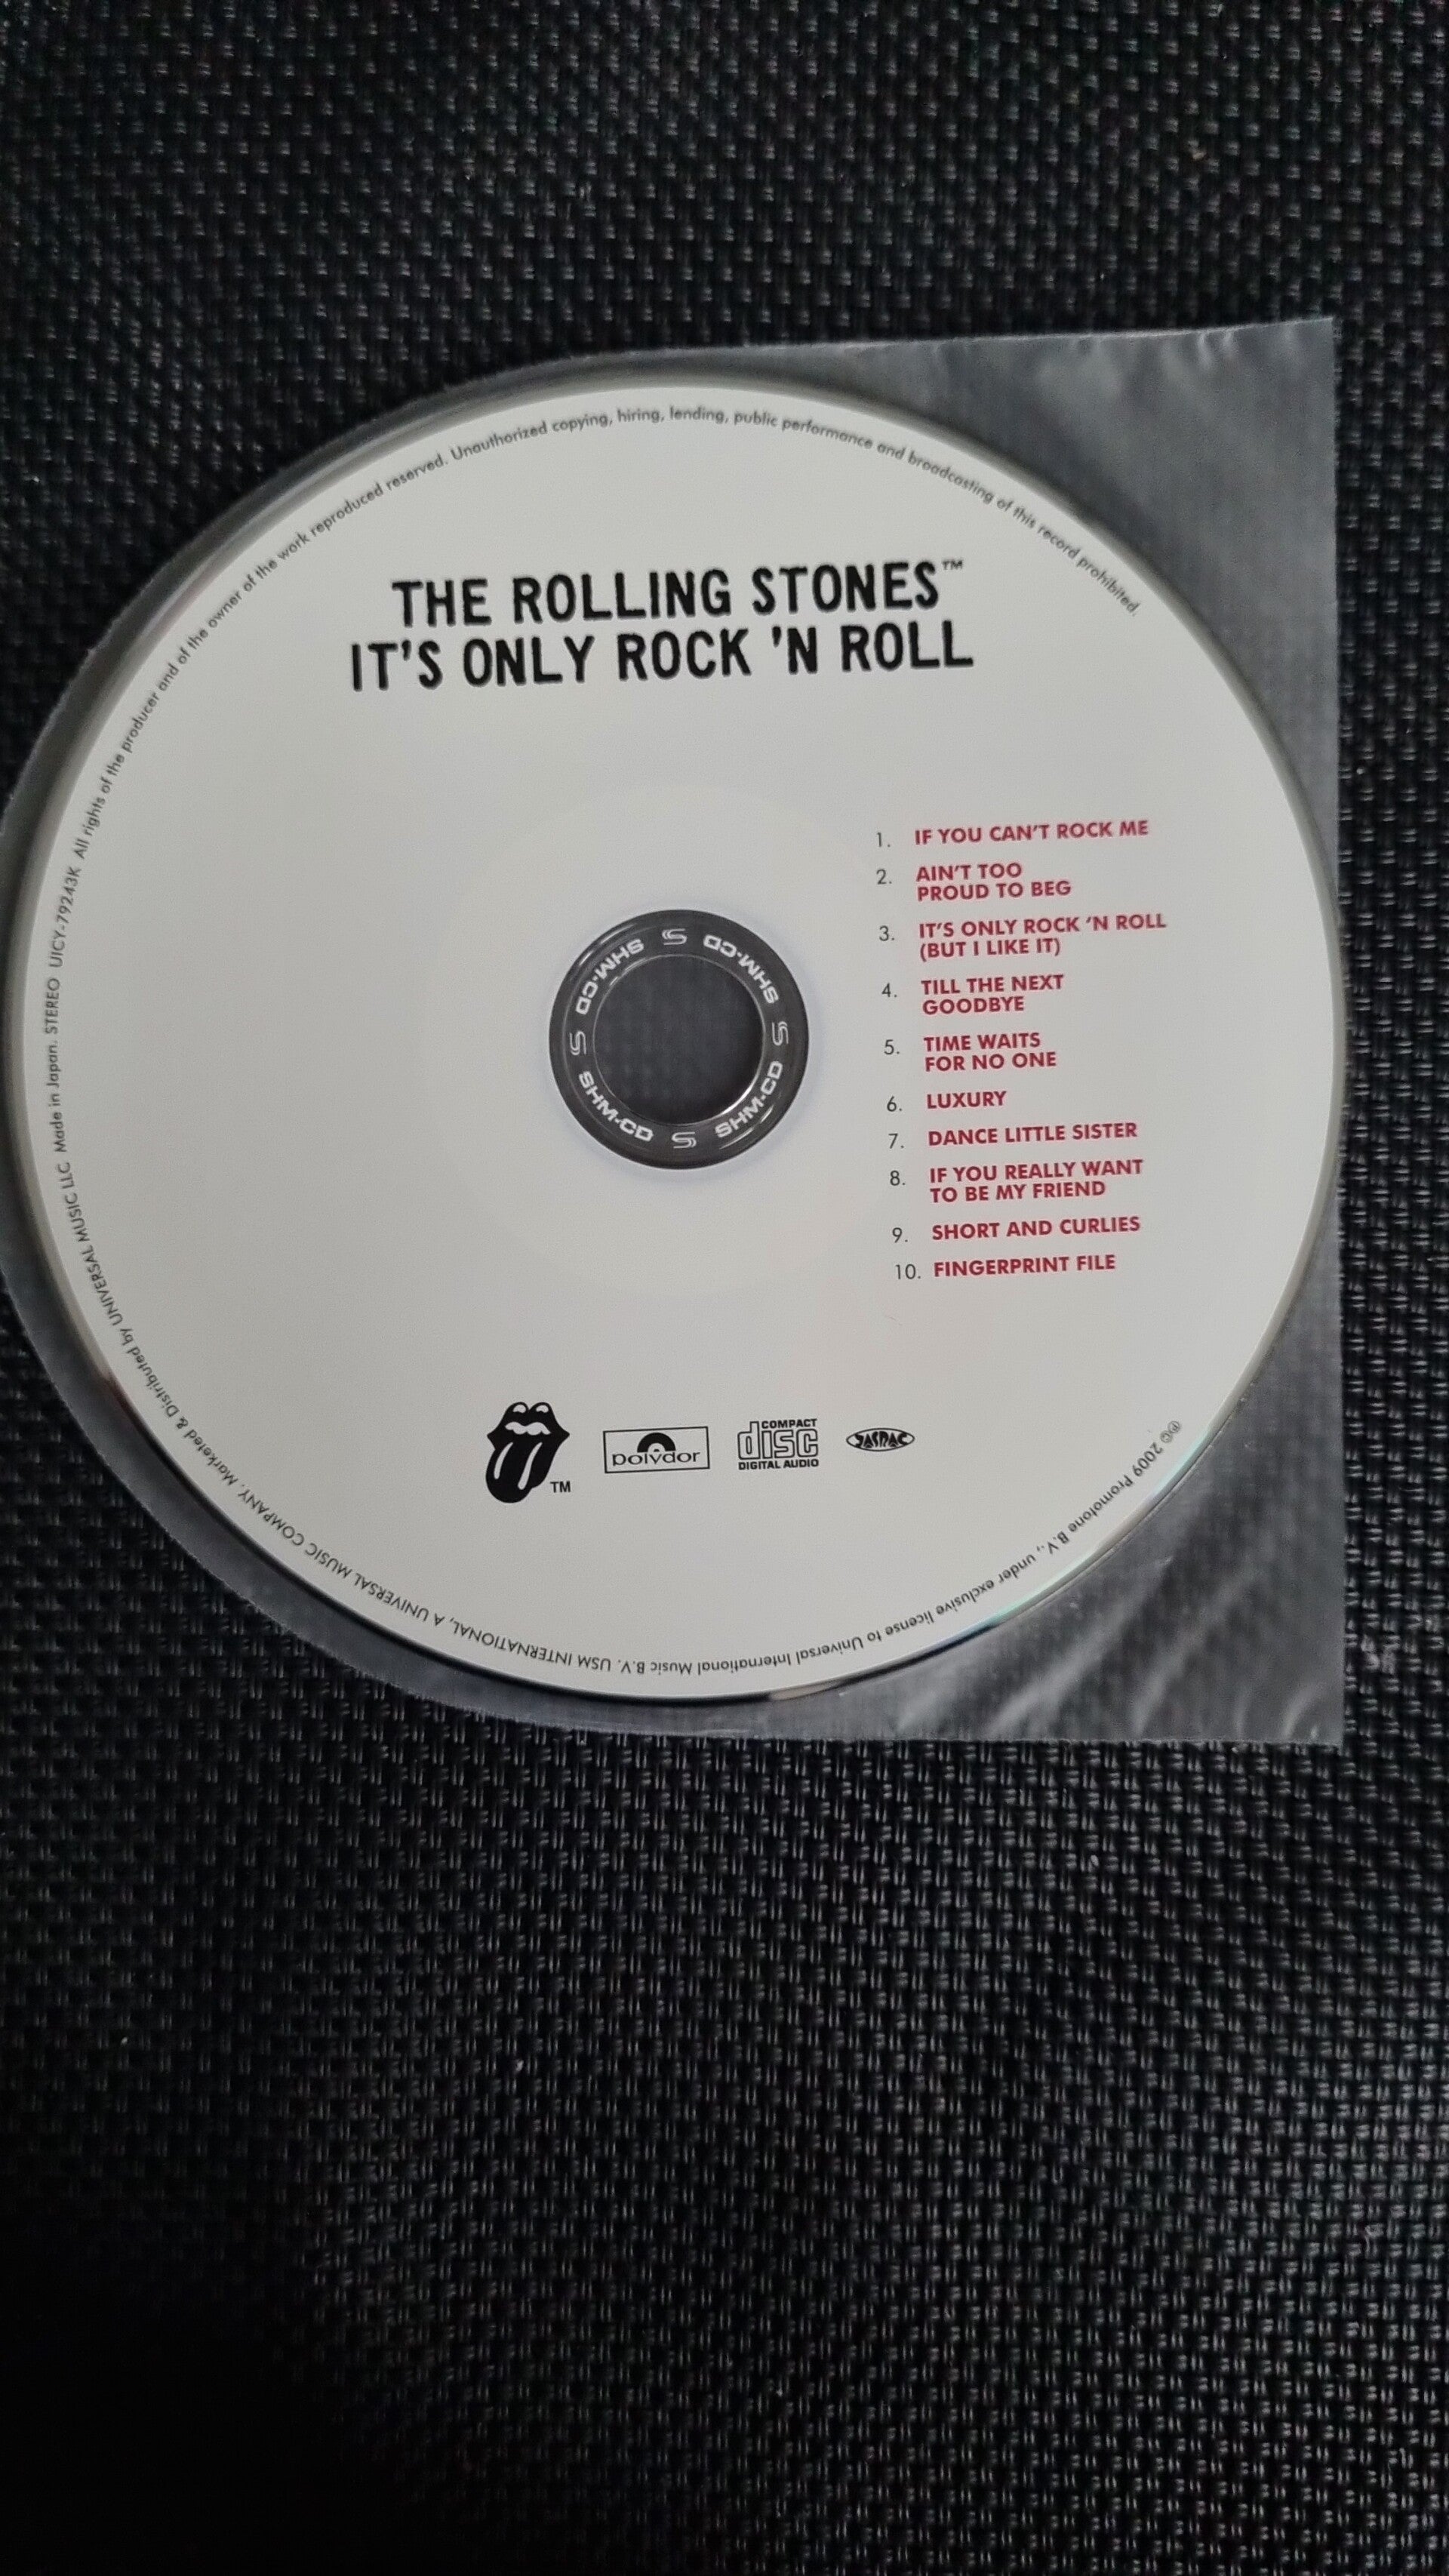 THE ROLLING STONES™
IT'S ONLY ROCK 'N ROLL
1. IF YOU CAN'T ROCK ME
2. AIN'T TOO
PROUD TO BEG
3. IT'S ONLY ROCK 'N ROLL
(BUT I LIKE IT)
4. TILL THE NEXT
GOODBYE
5. TIME WAITS
FOR NO ONE
6. LUXURY
7. DANCE LITTLE SISTER
8. IF YOU REALLY WANT
TO BE MY FRIEND
9. SHORT AND CURLIES
10. FINGERPRINT FILE
SHM-CD S SHM-CD S SHM-CD S SHM-CD S
TM
polydor
COMPACT
disc
DIGITAL AUDIO
JASRAC
℗© 2009 Promotone B.V., under exclusive license to Universal International Music B.V. USM INTERNATIONAL, A UNIVERSAL MUSIC COMPANY. Marketed & Distributed by UNIVERSAL MUSIC LLC Made in Japan. STEREO UICY-79243K All rights of the producer and of the owner of the work reproduced reserved. Unauthorized copying, hiring, lending, public performance and broadcasting of this record prohibited.